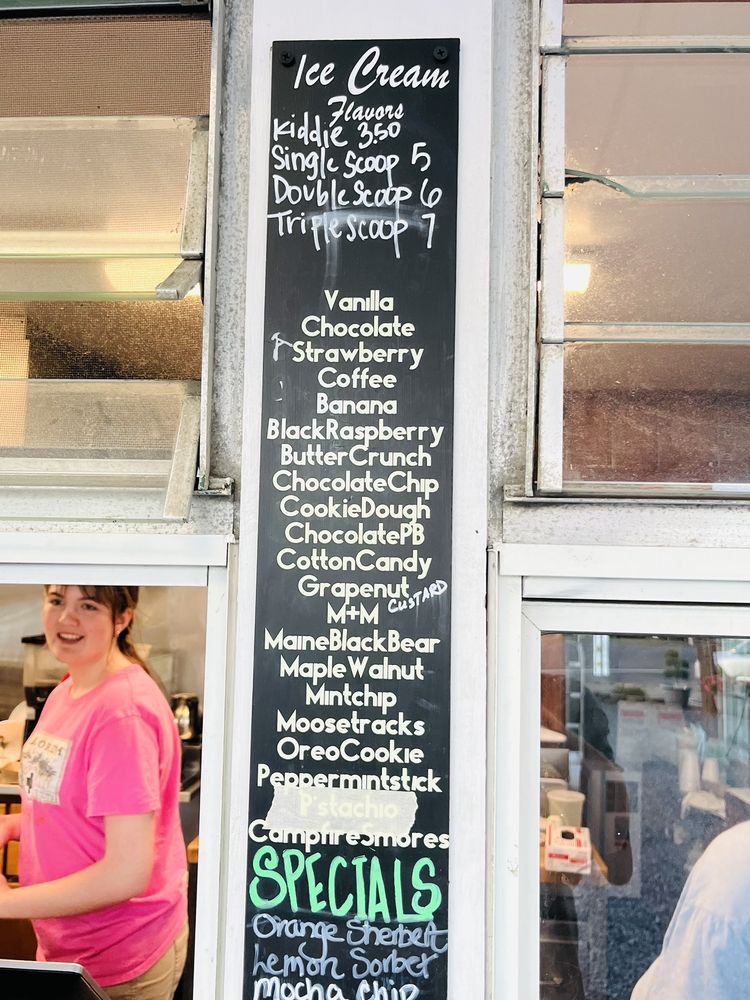 Ice Cream
Flavors
Kiddie 3.50
Single Scoop 5
Double Scoop 6
Triple Scoop 7
Vanilla
Chocolate
Strawberry
Coffee
Banana
BlackRaspberry
ButterCrunch
ChocolateChip
CookieDough
ChocolatePB
CottonCandy
Grapenut
CUSTARD
M+M
MaineBlackBear
MapleWalnut
Mintchip
Moosetracks
OreoCookie
Peppermintstick
P'stachio
CampfireSmores
SPECIALS
Orange Sherbert
Lemon Sorbet
Mocha Chip